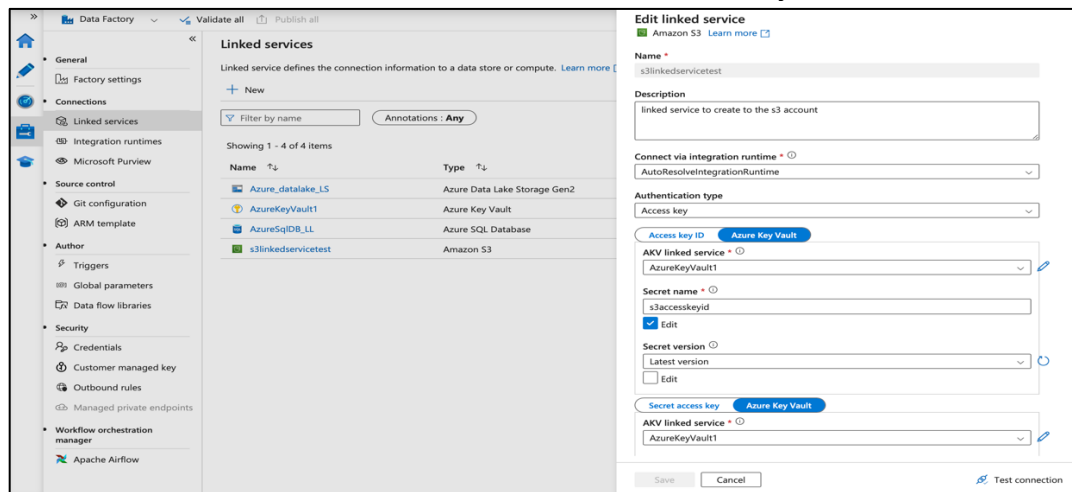 Data Factory
Validate all
Publish all
General
Factory settings
Connections
Linked services
Integration runtimes
Microsoft Purview
Source control
Git configuration
ARM template
Author
Triggers
Global parameters
Data flow libraries
Security
Credentials
Customer managed key
Outbound rules
Managed private endpoints
Workflow orchestration
manager
Apache Airflow
Linked services
Linked service defines the connection information to a data store or compute. Learn more
+ New
Filter by name
Annotations : Any
Showing 1 - 4 of 4 items
Name Type
Azure_datalake_LS Azure Data Lake Storage Gen2
AzureKeyVault1 Azure Key Vault
AzureSqlDB_LL Azure SQL Database
s3linkedservicetest Amazon S3
Edit linked service
Amazon S3 Learn more
Name *
s3linkedservicetest
Description
linked service to create to the s3 account
Connect via integration runtime *
AutoResolveIntegrationRuntime
Authentication type
Access key
Access key ID Azure Key Vault
AKV linked service *
AzureKeyVault1
Secret name *
s3accesskeyid
Edit
Secret version
Latest version
Edit
Secret access key Azure Key Vault
AKV linked service *
AzureKeyVault1
Save Cancel Test connection